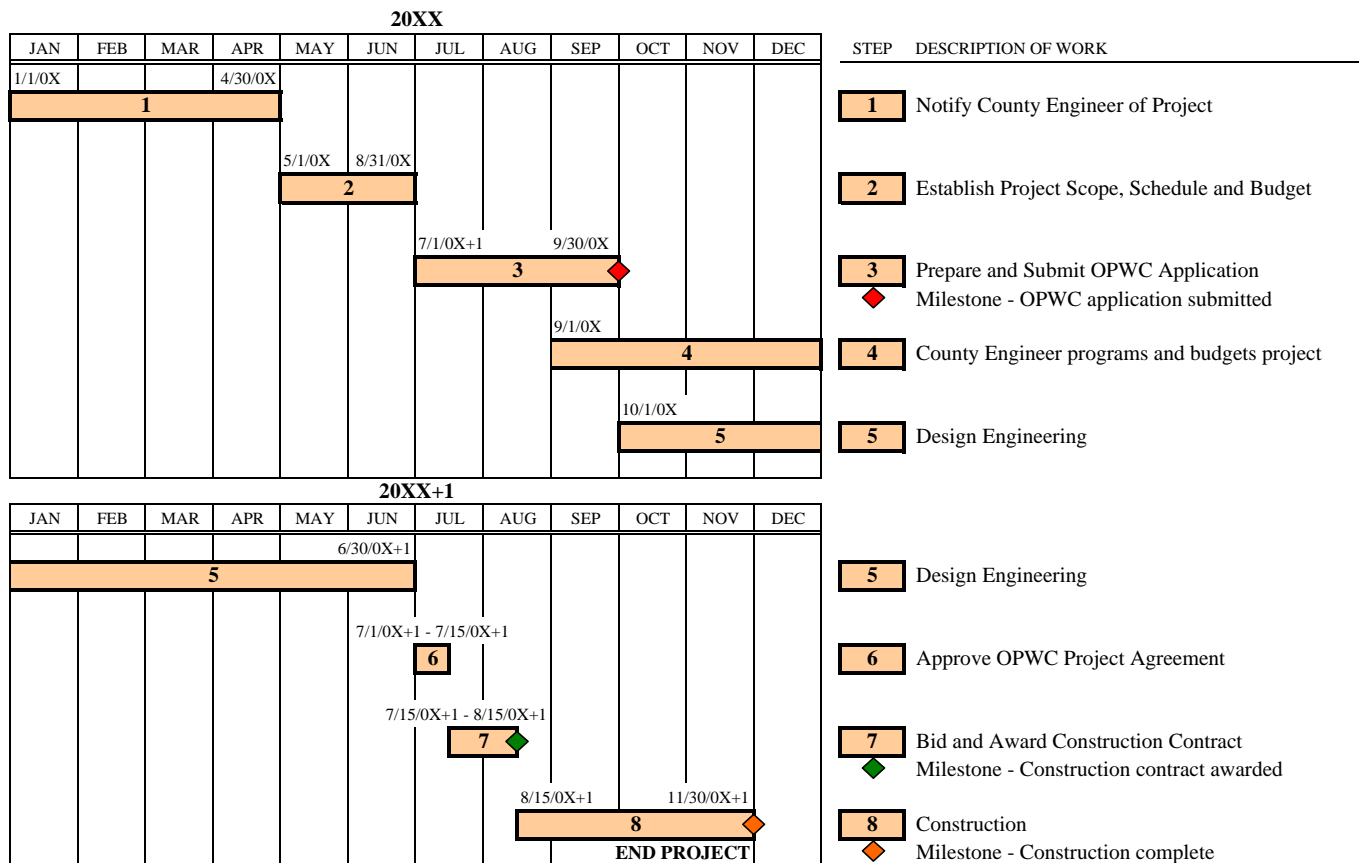 20XX
JAN FEB MAR APR MAY JUN JUL AUG SEP OCT NOV DEC STEP DESCRIPTION OF WORK
1/1/0X 4/30/0X
1 1 Notify County Engineer of Project
5/1/0X 8/31/0X
2 2 Establish Project Scope, Schedule and Budget
7/1/0X+1 9/30/0X
3 3 Prepare and Submit OPWC Application
Milestone - OPWC application submitted
9/1/0X
4 4 County Engineer programs and budgets project
10/1/0X
5 5 Design Engineering
20XX+1
JAN FEB MAR APR MAY JUN JUL AUG SEP OCT NOV DEC
6/30/0X+1
5 5 Design Engineering
7/1/0X+1 - 7/15/0X+1
6 6 Approve OPWC Project Agreement
7/15/0X+1 - 8/15/0X+1
7 7 Bid and Award Construction Contract
Milestone - Construction contract awarded
8/15/0X+1 11/30/0X+1
8 8 Construction
END PROJECT Milestone - Construction complete